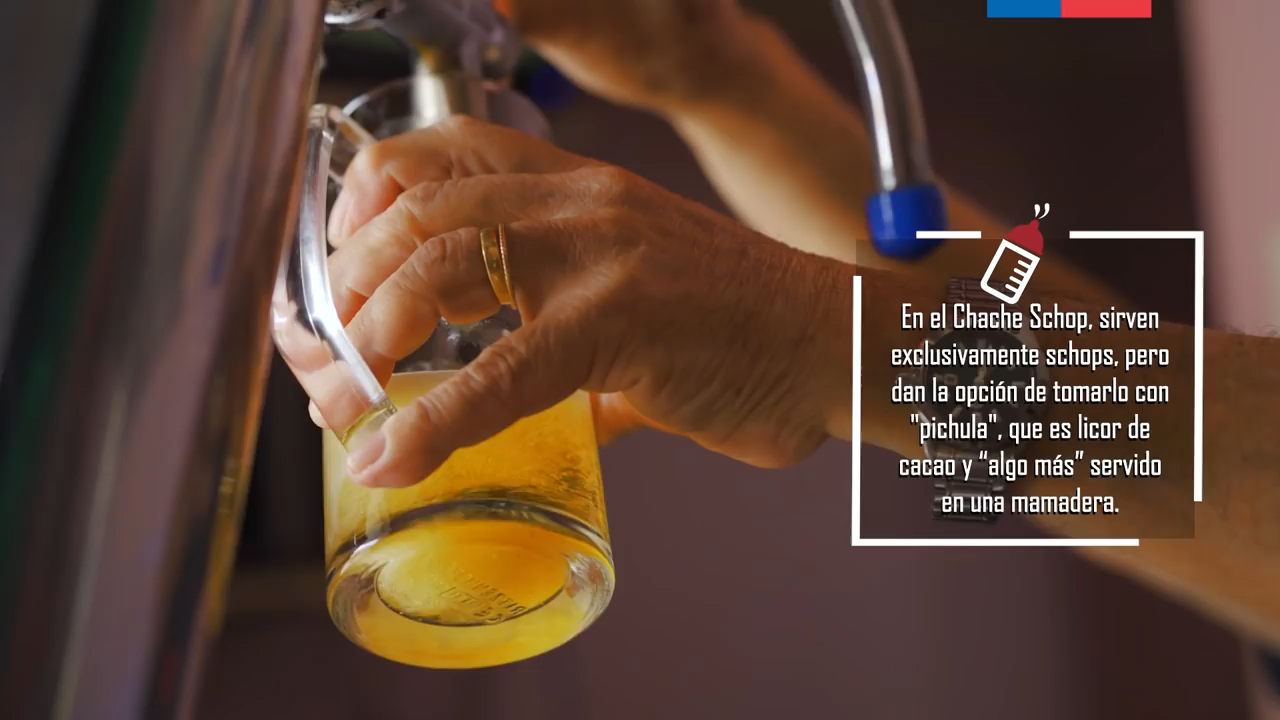 En el Chache Schop, sirven
exclusivamente schops, pero
dan la opción de tomarlo con
"pichula", que es licor de
cacao y “algo más” servido
en una mamadera.